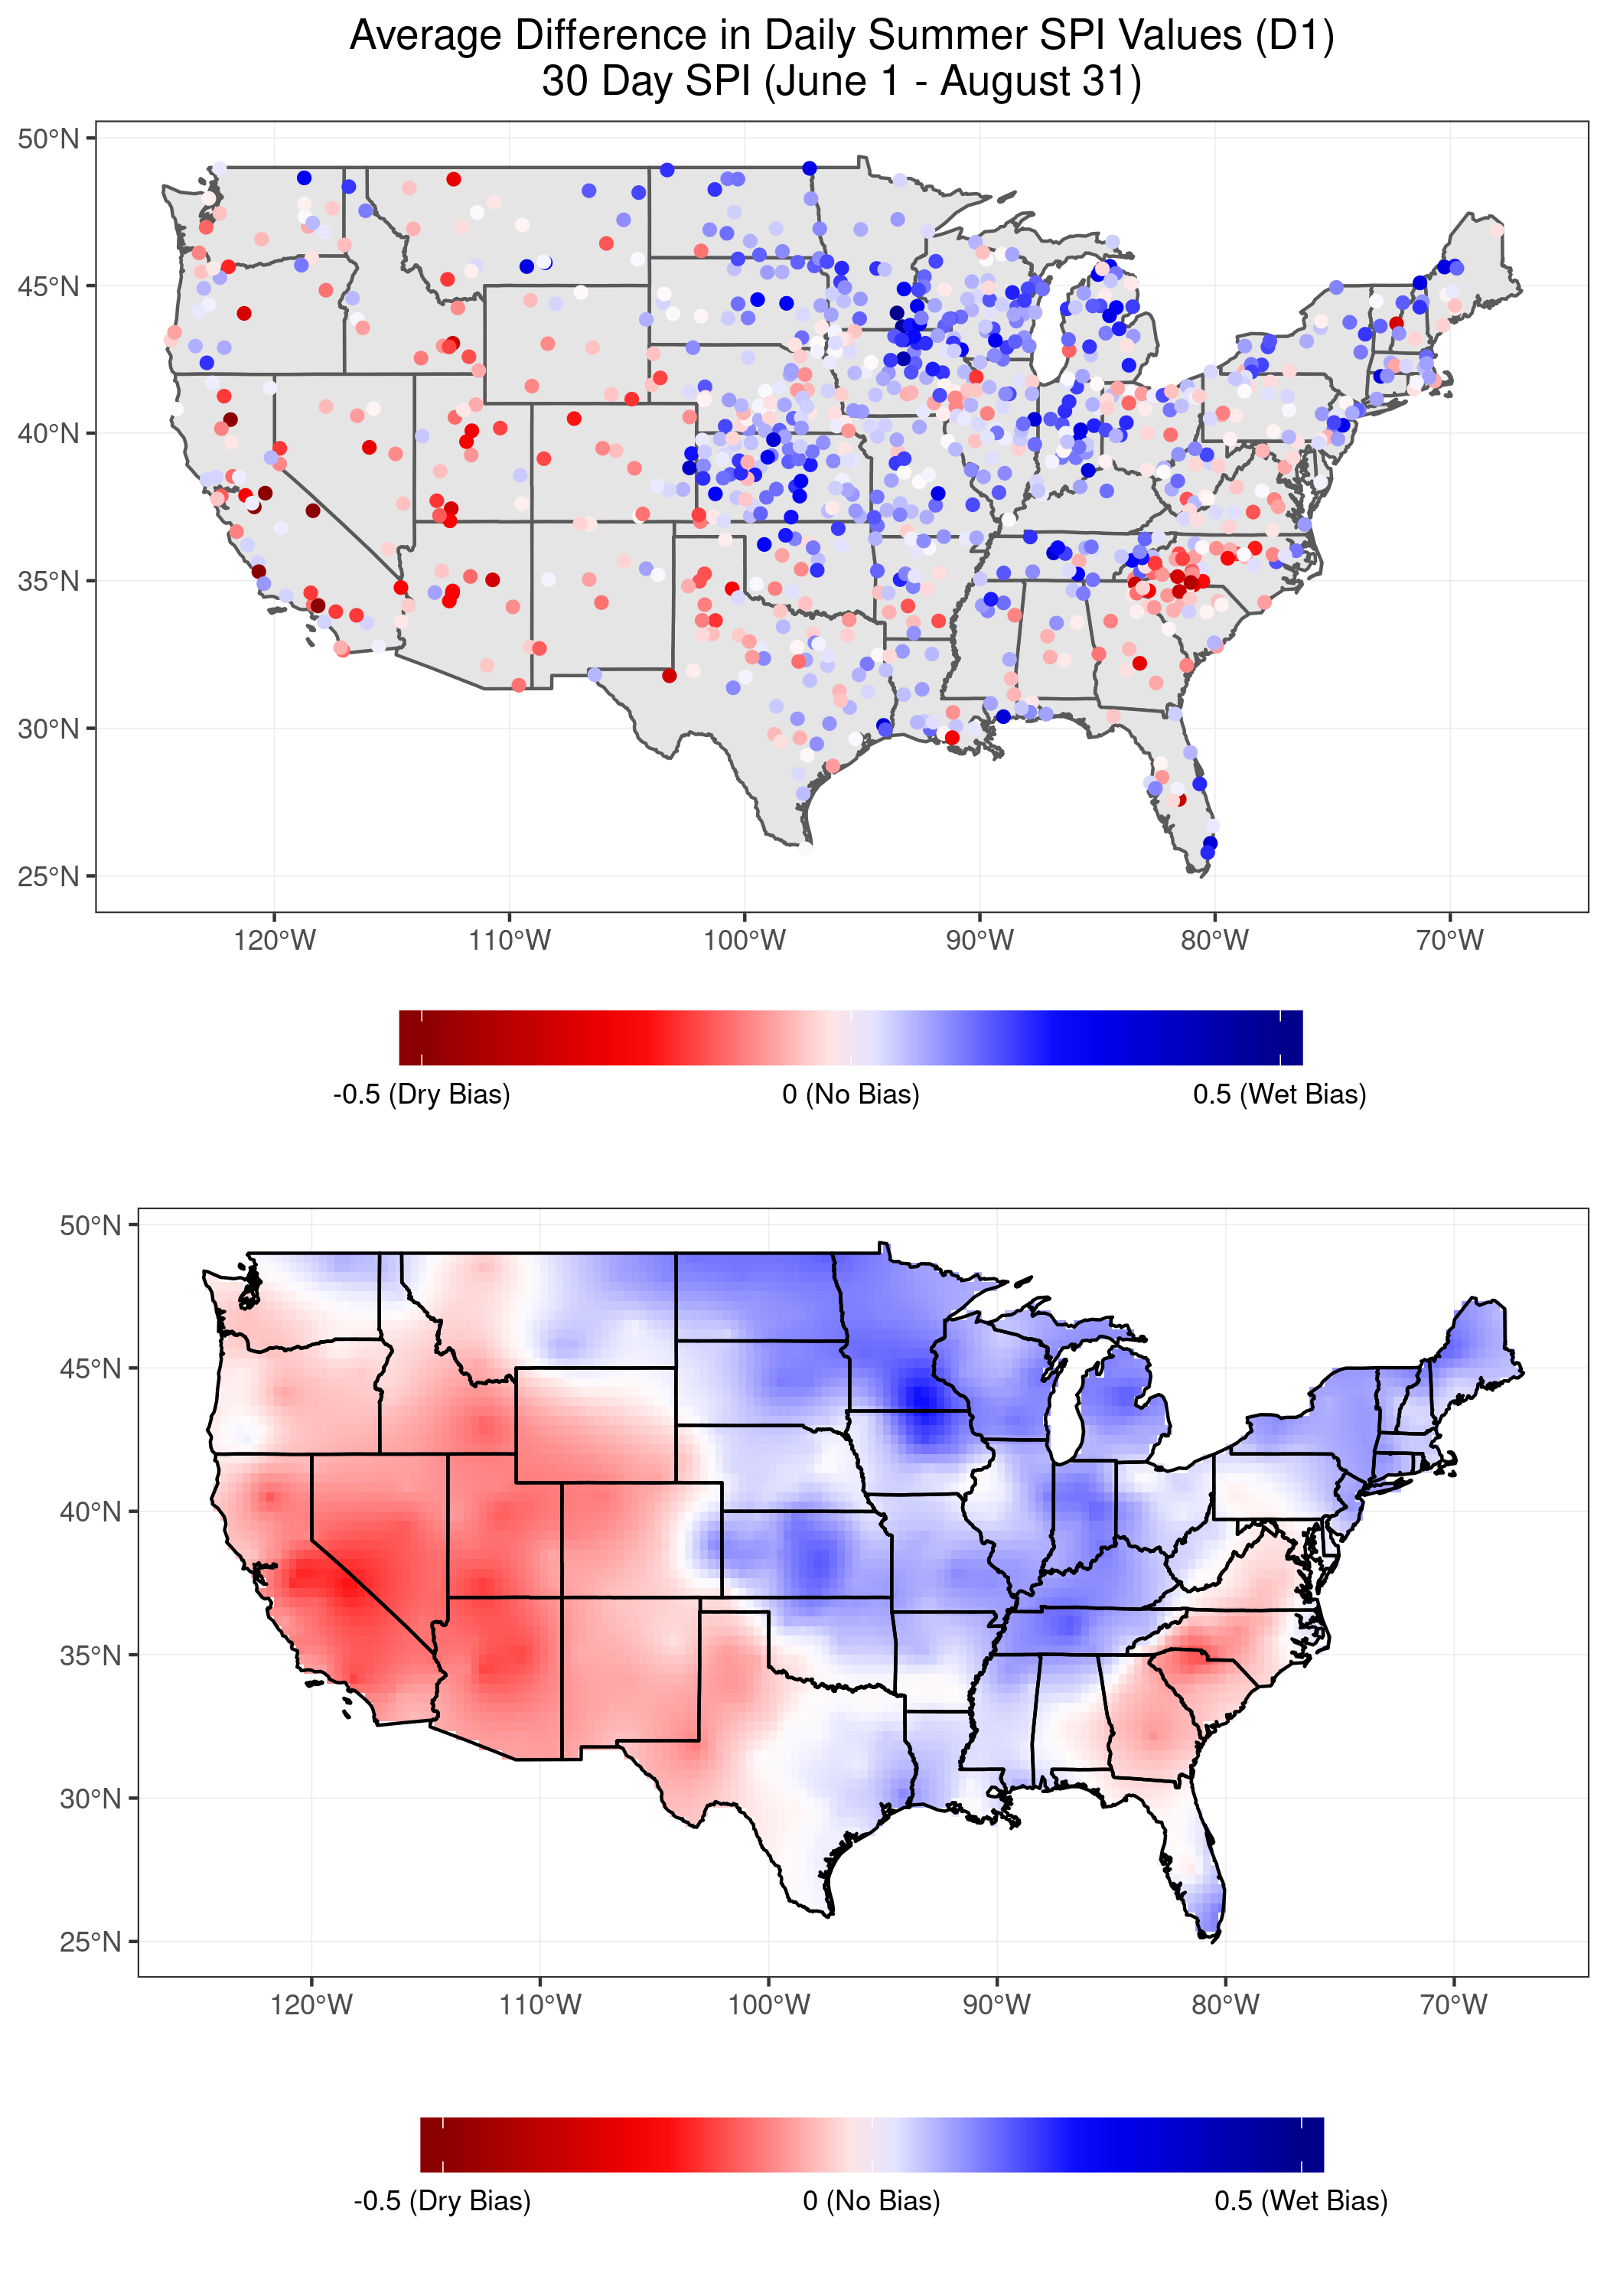 Average Difference in Daily Summer SPI Values (D1)
30 Day SPI (June 1 - August 31)
50°N
45°N
40°N
35°N
30°N
25°N
120°W 110°W 100°W 90°W 80°W 70°W
-0.5 (Dry Bias) 0 (No Bias) 0.5 (Wet Bias)
50°N
45°N
40°N
35°N
30°N
25°N
120°W 110°W 100°W 90°W 80°W 70°W
-0.5 (Dry Bias) 0 (No Bias) 0.5 (Wet Bias)